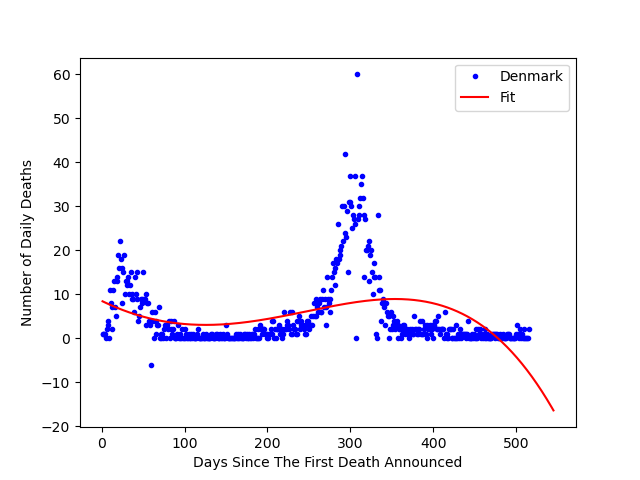 Denmark
Fit
60
50
40
30
20
10
0
−10
−20
Number of Daily Deaths
0 100 200 300 400 500
Days Since The First Death Announced